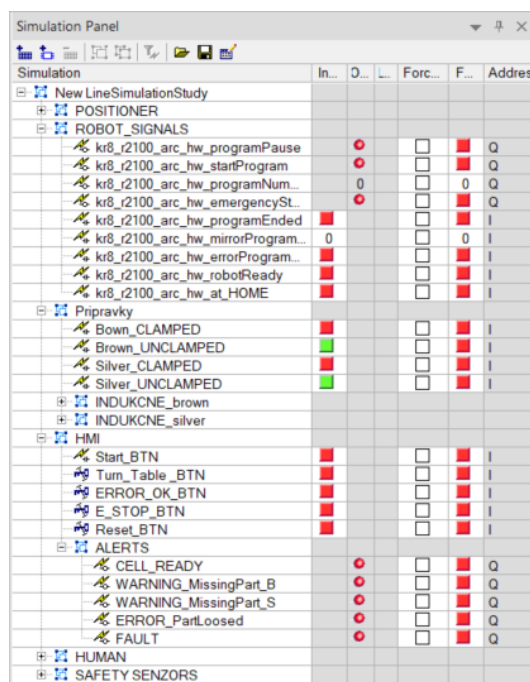 Simulation Panel
Simulation In... O... L... Forc... F... Addres
New LineSimulationStudy
POSITIONER
ROBOT_SIGNALS
kr8_r2100_arc_hw_programPause Q
kr8_r2100_arc_hw_startProgram Q
kr8_r2100_arc_hw_programNum... 0 0 Q
kr8_r2100_arc_hw_emergencySt... Q
kr8_r2100_arc_hw_programEnded I
kr8_r2100_arc_hw_mirrorProgram... 0 0 I
kr8_r2100_arc_hw_errorProgram... I
kr8_r2100_arc_hw_robotReady I
kr8_r2100_arc_hw_at_HOME I
Pripravky
Bown_CLAMPED I
Brown_UNCLAMPED I
Silver_CLAMPED I
Silver_UNCLAMPED I
INDUKCNE_brown
INDUKCNE_silver
HMI
Start_BTN I
Turn_Table _BTN I
ERROR_OK_BTN I
E_STOP_BTN I
Reset_BTN I
ALERTS
CELL_READY Q
WARNING_MissingPart_B Q
WARNING_MissingPart_S Q
ERROR_PartLoosed Q
FAULT Q
HUMAN
SAFETY SENZORS